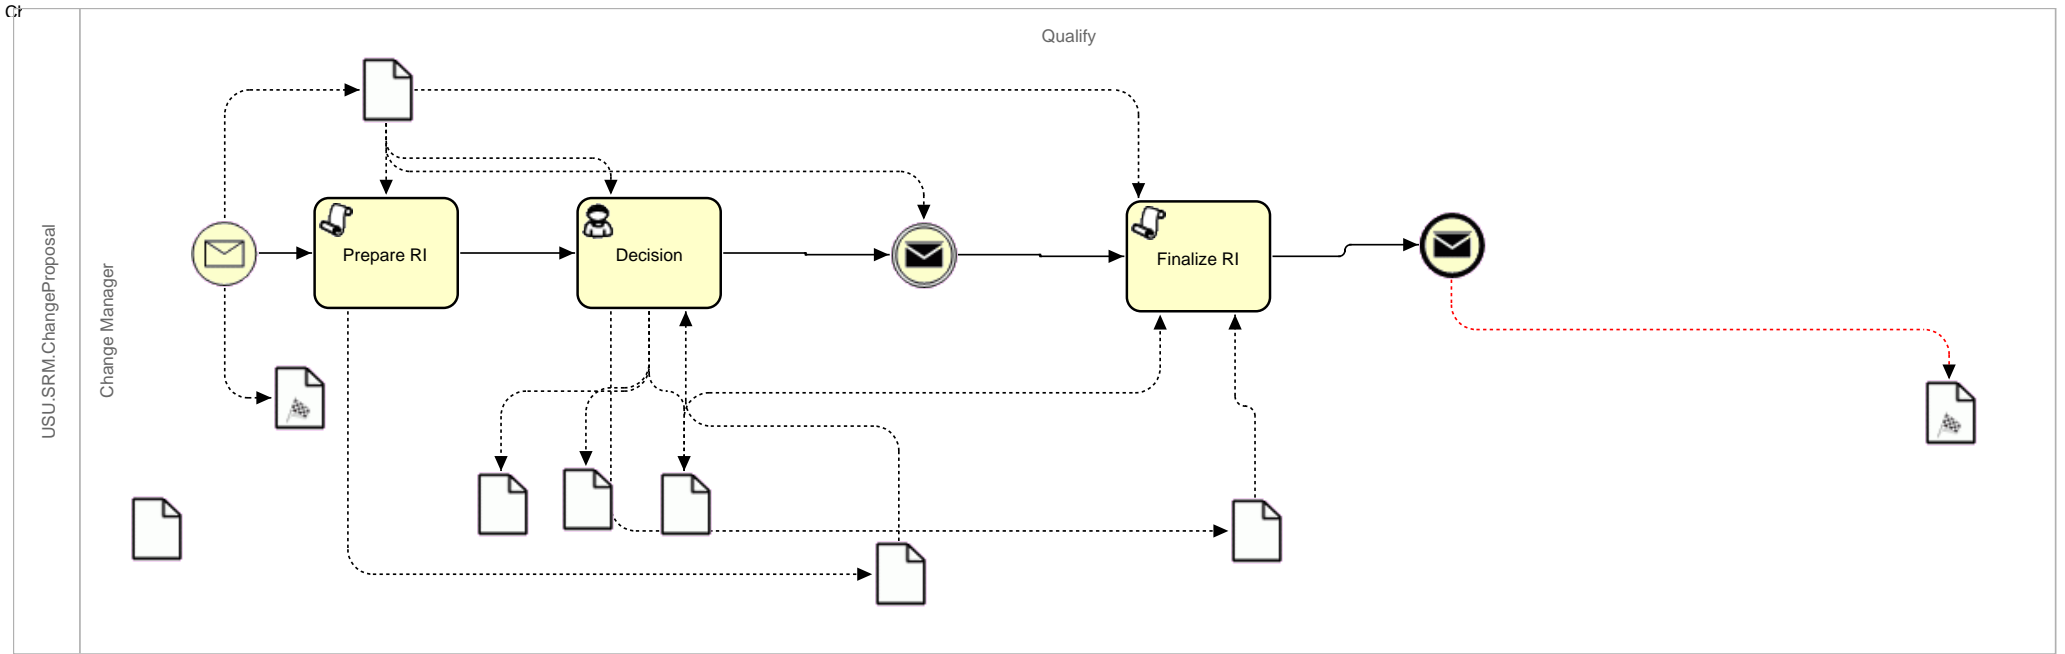 Qualify
USU.SRM.ChangeProposal
Change Manager
Prepare RI
Decision
Finalize RI